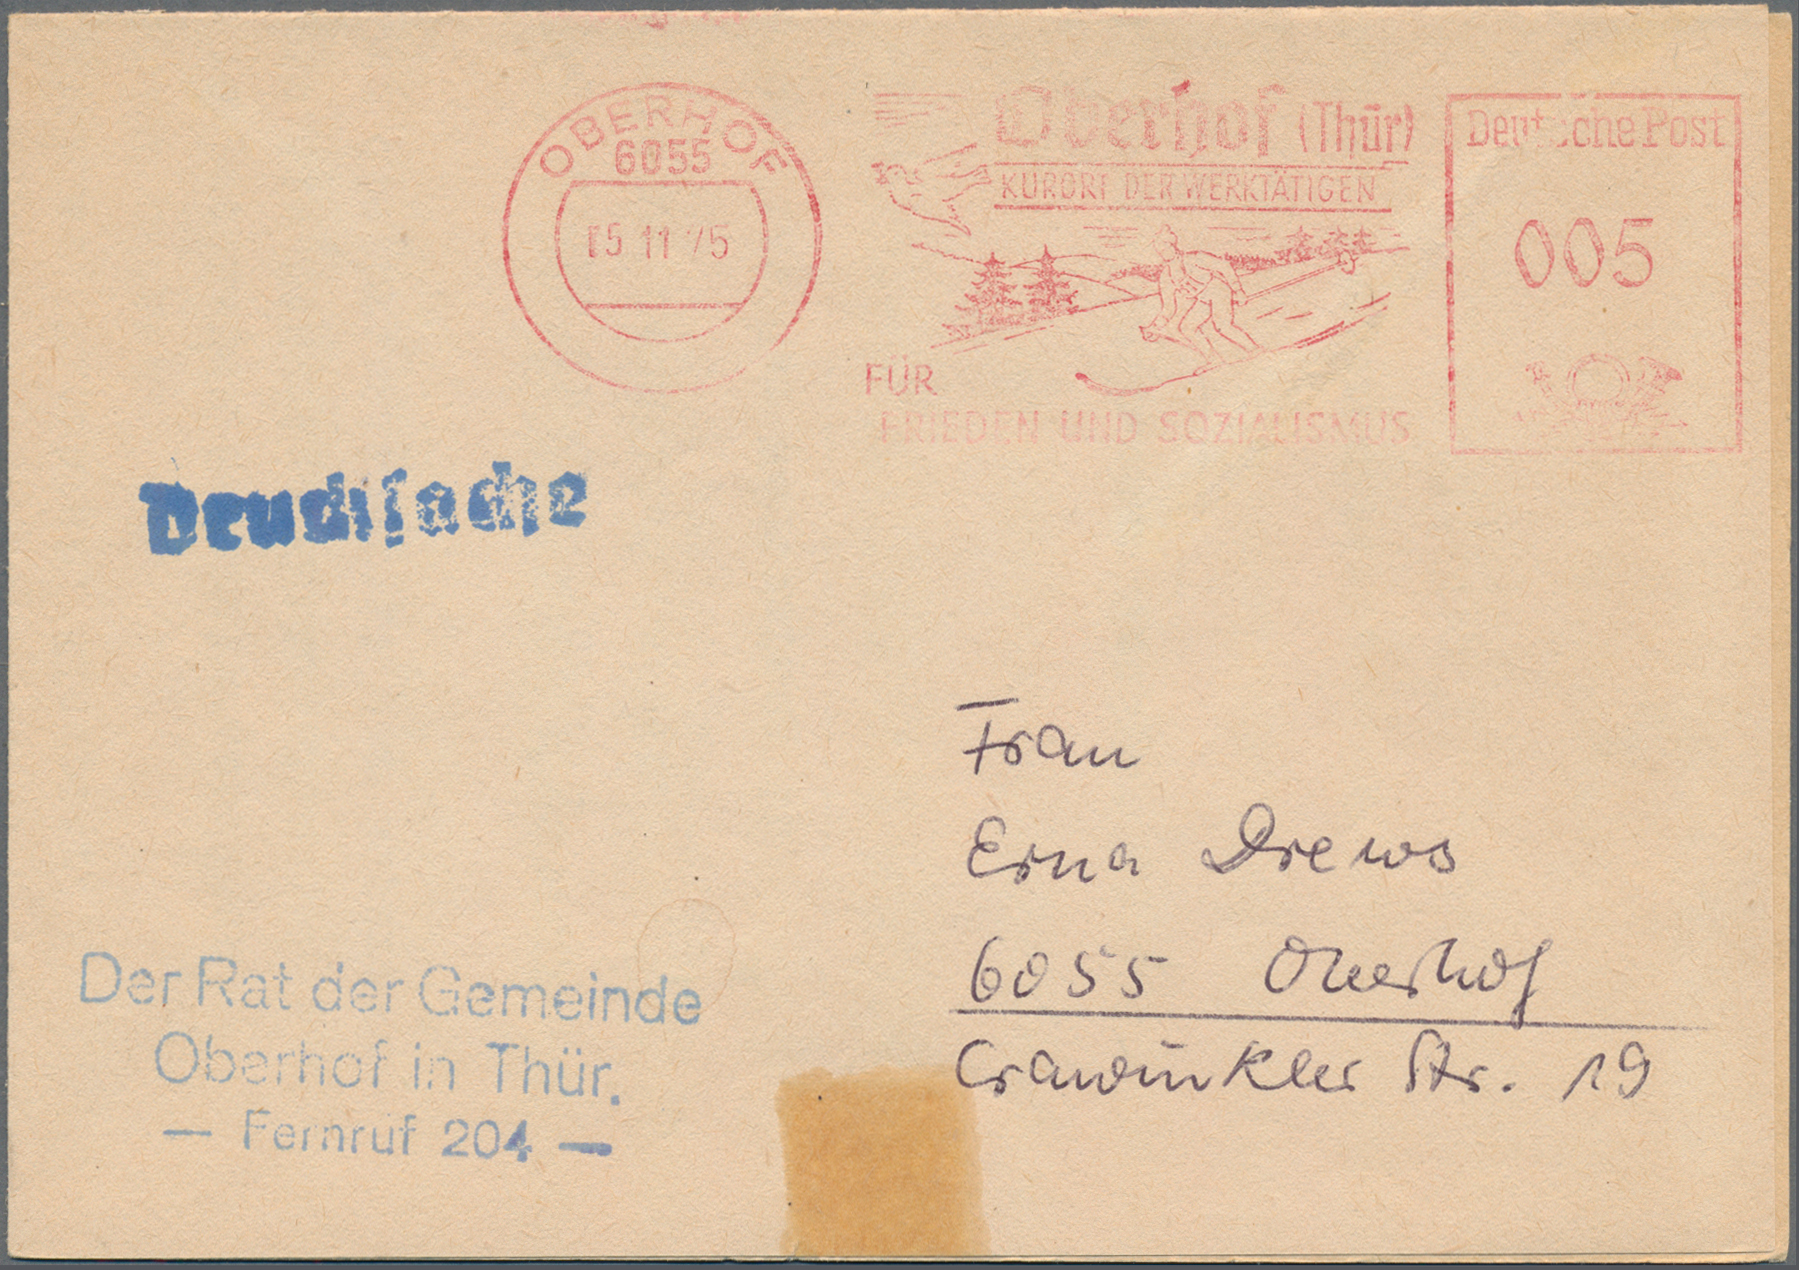 OBERHOF
6055
05 11 75
Oberhof (Thür)
KURORT DER WERKTÄTIGEN
FÜR
FRIEDEN UND SOZIALISMUS
Deutsche Post
005
Drucksache
Frau
Erna Drews
6055 Oberhof
Crawinkler Str. 19
Der Rat der Gemeinde
Oberhof in Thür.
— Fernruf 204 —